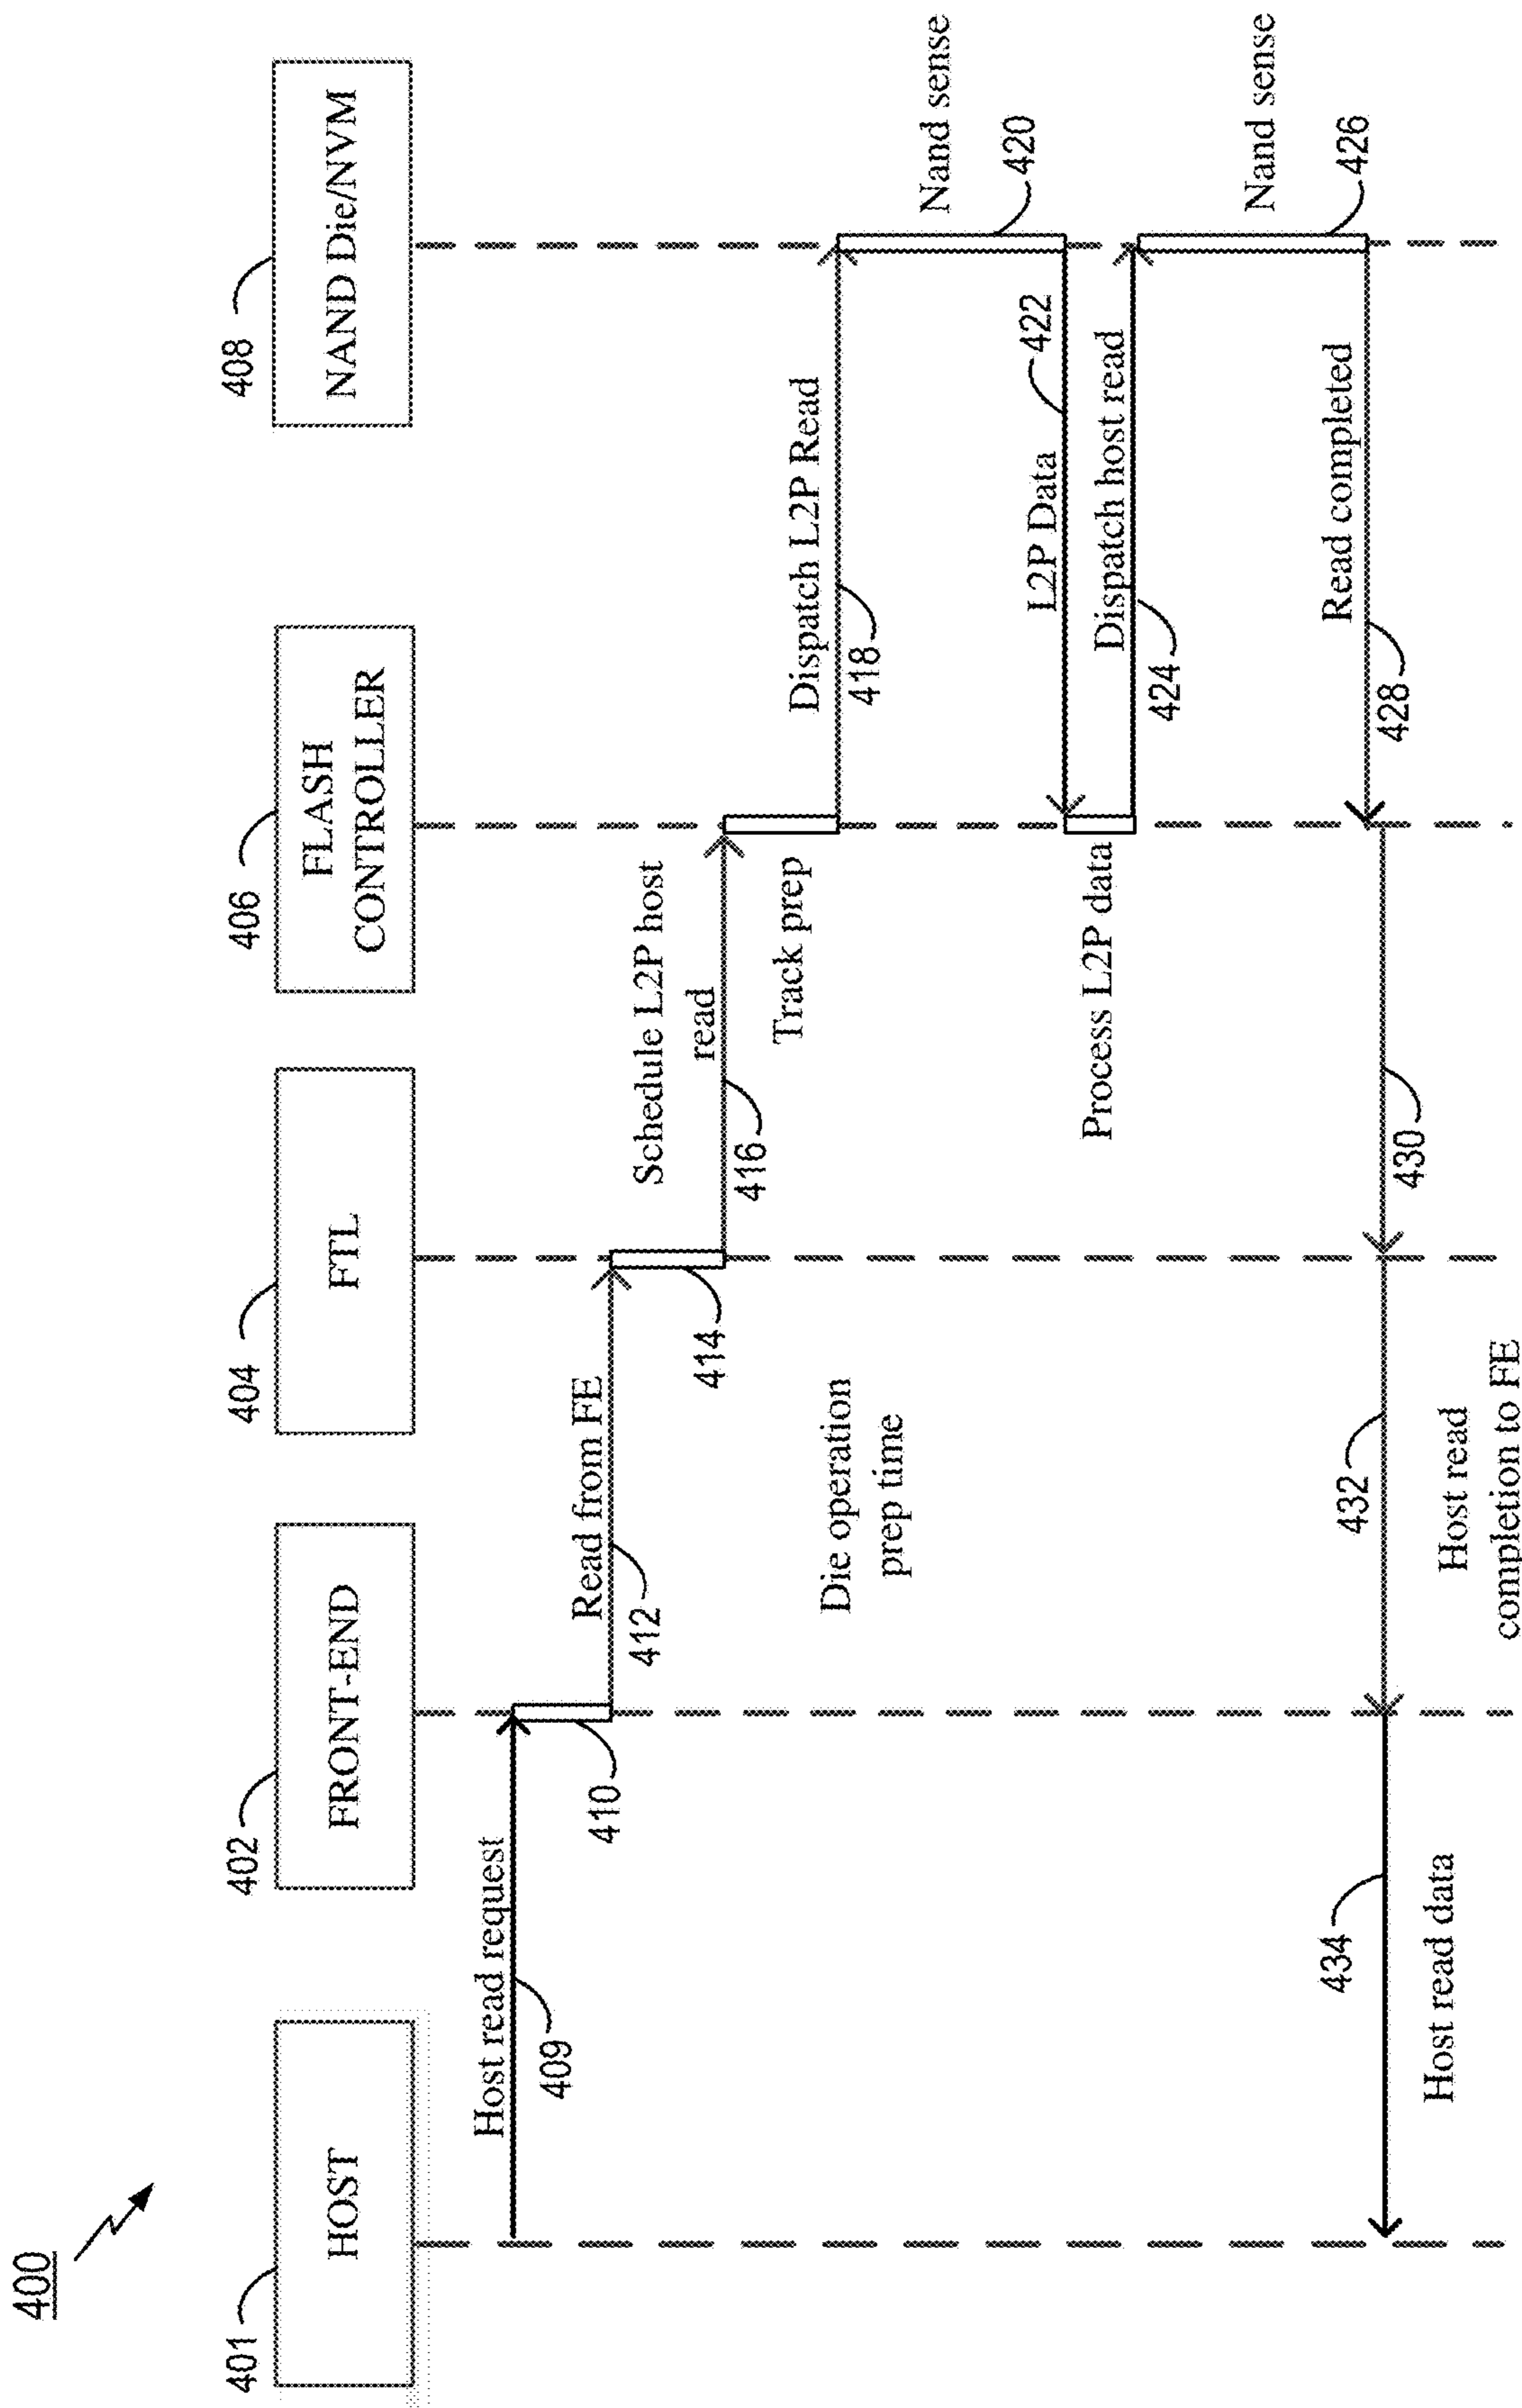 400
401
402
404
406
408
HOST
FRONT-END
FTL
FLASH
CONTROLLER
NAND Die/NVM
Host read request
409
410
Read from FE
412
414
Schedule L2P host
read
416
Track prep
Die operation
prep time
Dispatch L2P Read
418
Nand sense
420
L2P Data
422
Process L2P data
Dispatch host read
424
Nand sense
426
Read completed
428
430
432
Host read
completion to FE
434
Host read data